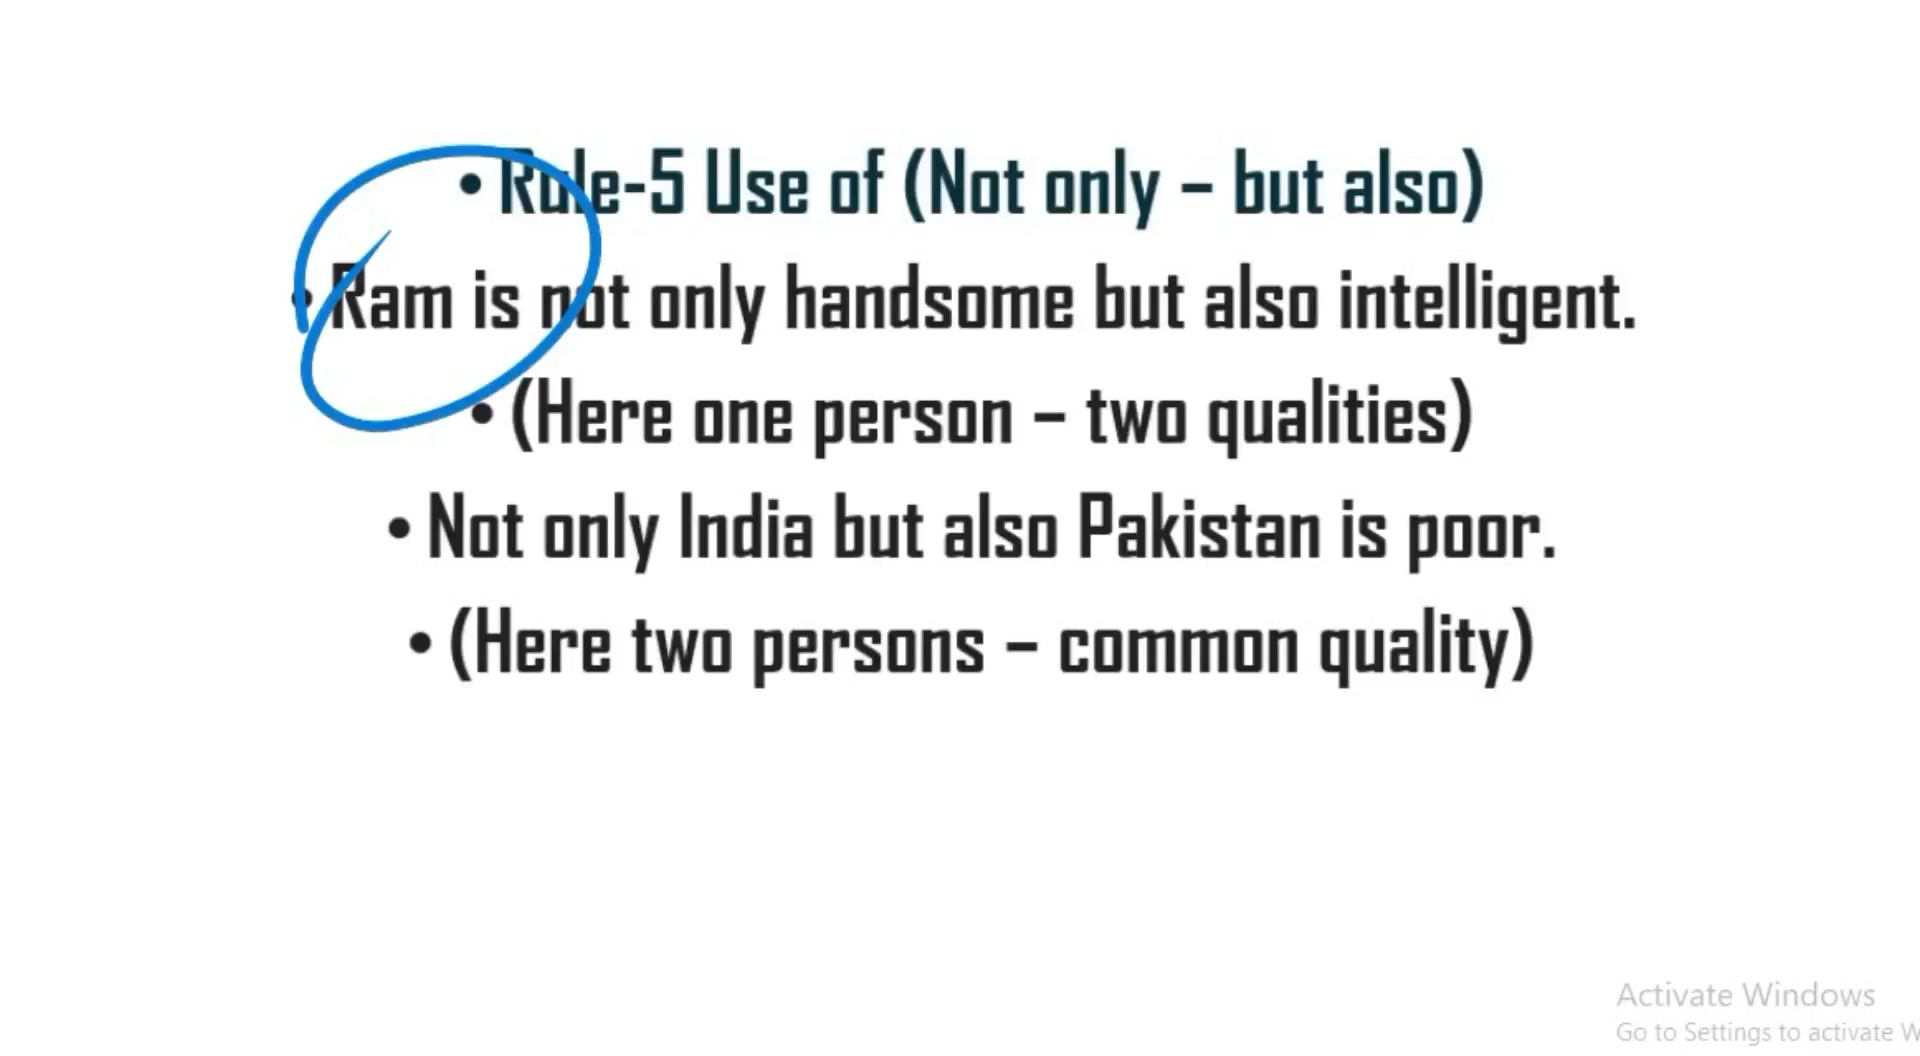 • Rule-5 Use of (Not only – but also)
• Ram is not only handsome but also intelligent.
• (Here one person – two qualities)
• Not only India but also Pakistan is poor.
• (Here two persons – common quality)
Activate Windows
Go to Settings to activate W